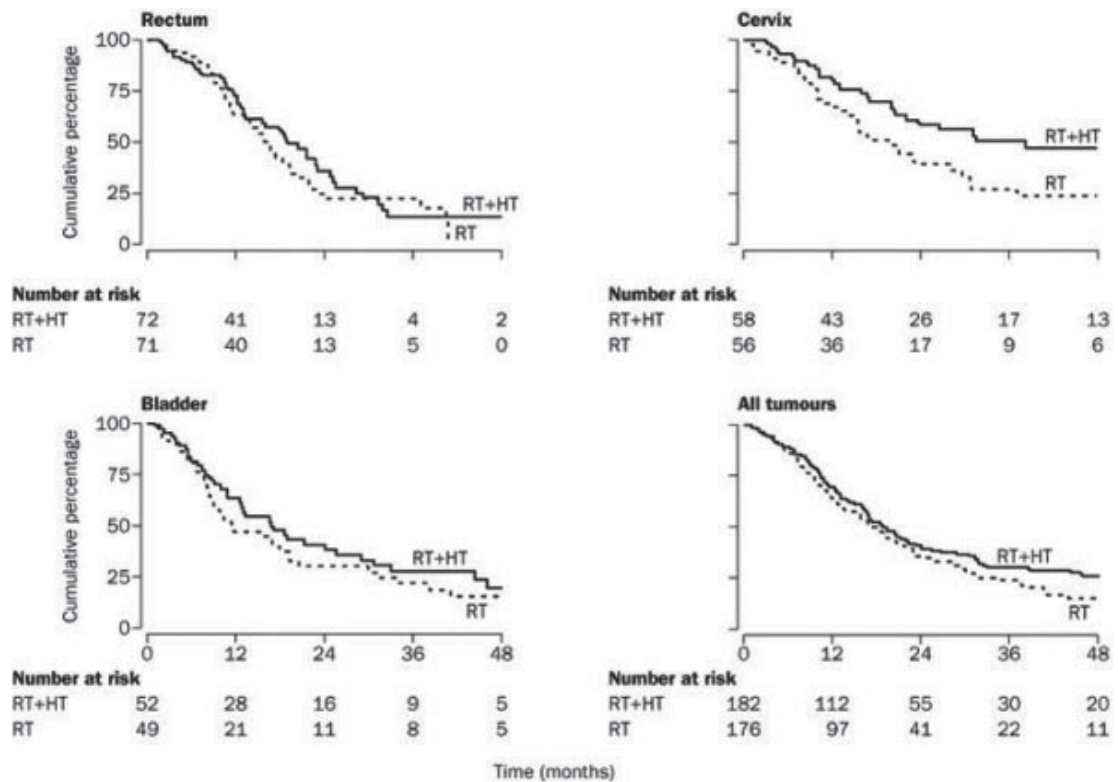 Rectum
Cumulative percentage
100
75
50
25
0
RT+HT
RT
Number at risk
RT+HT 72 41 13 4 2
RT 71 40 13 5 0
Cervix
RT+HT
RT
Number at risk
RT+HT 58 43 26 17 13
RT 56 36 17 9 6
Bladder
Cumulative percentage
100
75
50
25
0
RT+HT
RT
0 12 24 36 48
Number at risk
RT+HT 52 28 16 9 5
RT 49 21 11 8 5
All tumours
RT+HT
RT
0 12 24 36 48
Number at risk
RT+HT 182 112 55 30 20
RT 176 97 41 22 11
Time (months)